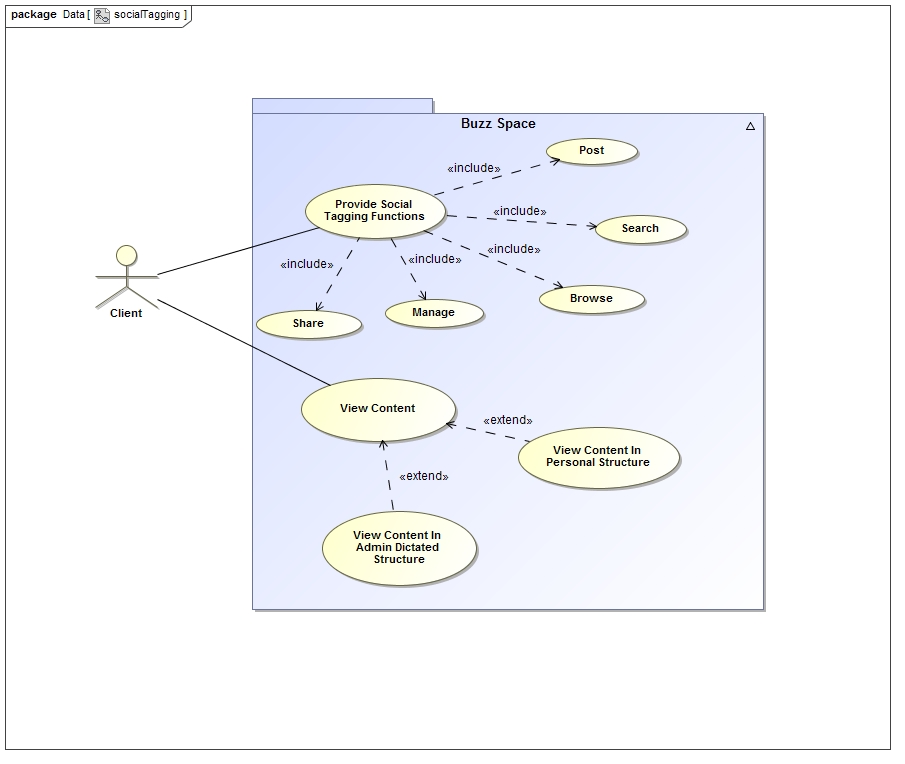 package Data [ socialTagging ]
Buzz Space
Post
«include»
Provide Social
Tagging Functions
«include»
Search
«include»
«include»
«include»
Browse
Manage
Share
Client
View Content
«extend»
View Content In
Personal Structure
«extend»
View Content In
Admin Dictated
Structure